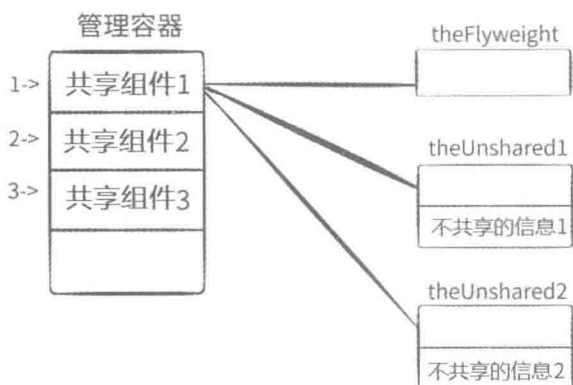 管理容器
1->
共享组件1
2->
共享组件2
3->
共享组件3
theFlyweight
theUnshared1
不共享的信息1
theUnshared2
不共享的信息2